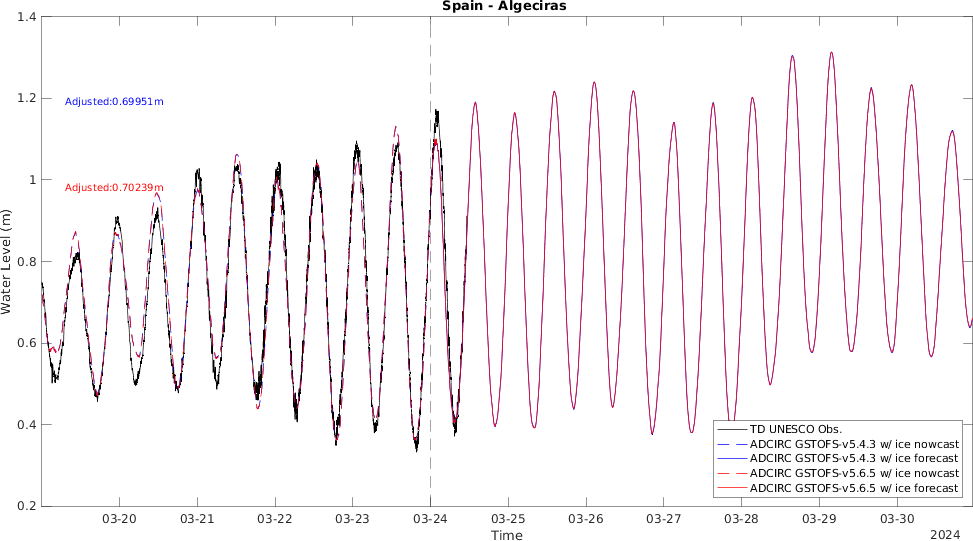 Spain - Algeciras
1.4
1.2
1
0.8
0.6
0.4
0.2
Water Level (m)
Adjusted:0.69951m
Adjusted:0.70239m
TD UNESCO Obs.
ADCIRC GSTOFS-v5.4.3 w/ ice nowcast
ADCIRC GSTOFS-v5.4.3 w/ ice forecast
ADCIRC GSTOFS-v5.6.5 w/ ice nowcast
ADCIRC GSTOFS-v5.6.5 w/ ice forecast
03-20 03-21 03-22 03-23 03-24 03-25 03-26 03-27 03-28 03-29 03-30
Time
2024